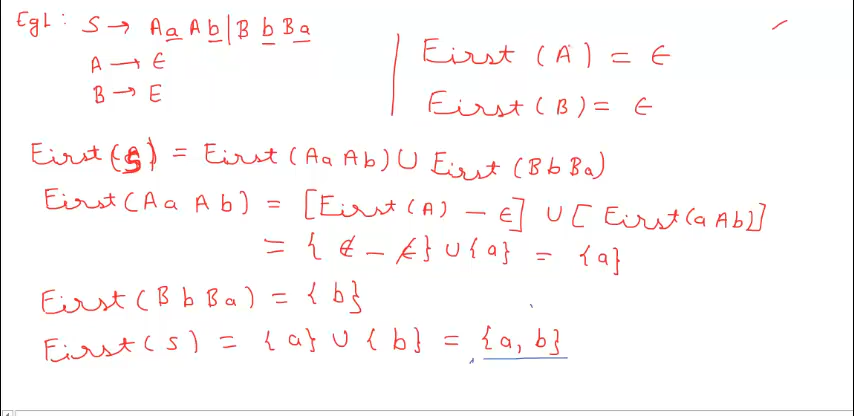 Eg1: S → AaAb | BbBa
A → ϵ
B → ϵ
First (A) = ϵ
First (B) = ϵ
First (S) = First (AaAb) U First (BbBa)
First (AaAb) = [First (A) - ϵ] U [First (aAb)]
= {ϵ - ϵ} U {a} = {a}
First (BbBa) = {b}
First (S) = {a} U {b} = {a, b}